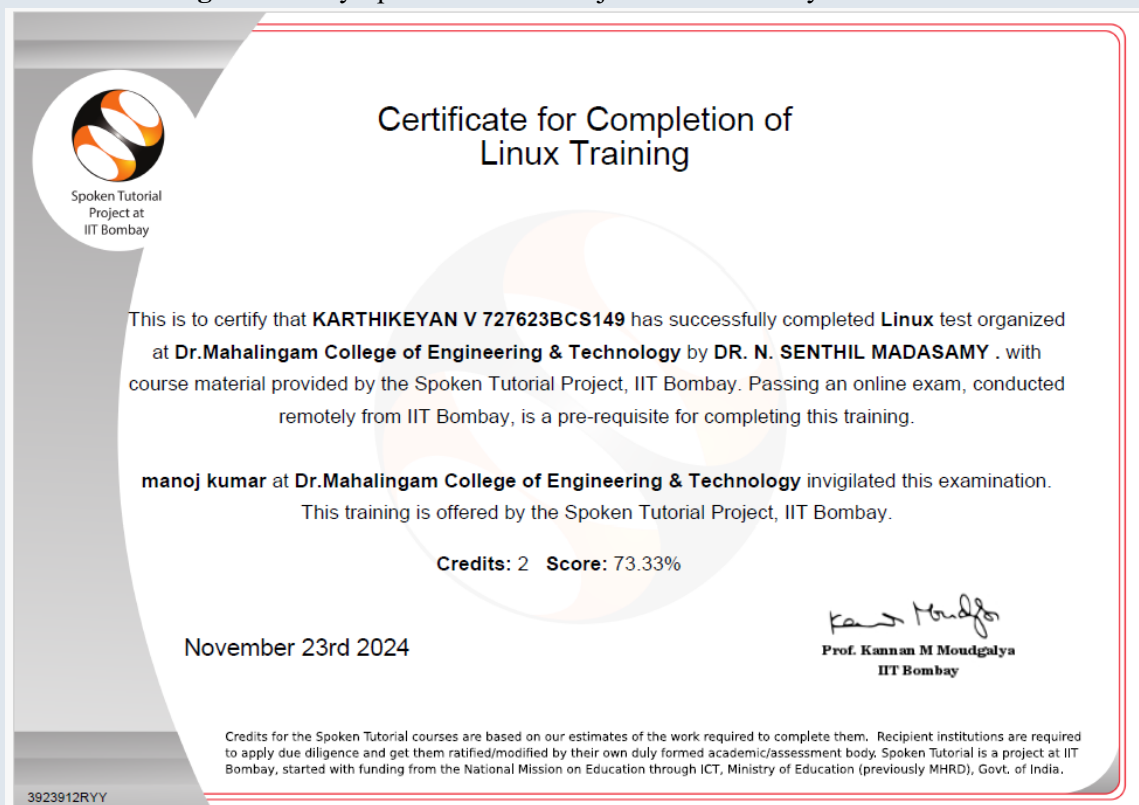 Spoken Tutorial
Project at
IIT Bombay
Certificate for Completion of
Linux Training
This is to certify that KARTHIKEYAN V 727623BCS149 has successfully completed Linux test organized
at Dr.Mahalingam College of Engineering & Technology by DR. N. SENTHIL MADASAMY . with
course material provided by the Spoken Tutorial Project, IIT Bombay. Passing an online exam, conducted
remotely from IIT Bombay, is a pre-requisite for completing this training.
manoj kumar at Dr.Mahalingam College of Engineering & Technology invigilated this examination.
This training is offered by the Spoken Tutorial Project, IIT Bombay.
Credits: 2 Score: 73.33%
November 23rd 2024
Prof. Kannan M Moudgalya
IIT Bombay
Credits for the Spoken Tutorial courses are based on our estimates of the work required to complete them. Recipient institutions are required
to apply due diligence and get them ratified/modified by their own duly formed academic/assessment body. Spoken Tutorial is a project at IIT
Bombay, started with funding from the National Mission on Education through ICT, Ministry of Education (previously MHRD), Govt. of India.
3923912RYY